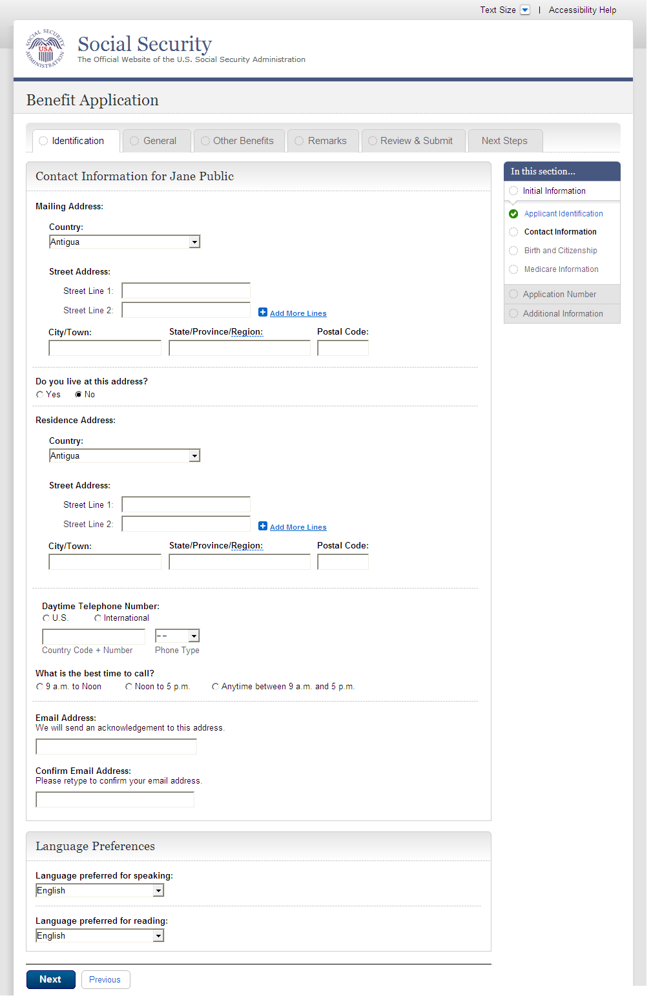 Text Size | Accessibility Help
SOCIAL SECURITY ADMINISTRATION
USA
Social Security
The Official Website of the U.S. Social Security Administration
Benefit Application
Identification General Other Benefits Remarks Review & Submit Next Steps
Contact Information for Jane Public
Mailing Address:
Country:
Antigua
Street Address:
Street Line 1:
Street Line 2:
Add More Lines
City/Town: State/Province/Region: Postal Code:
Do you live at this address?
Yes No
Residence Address:
Country:
Antigua
Street Address:
Street Line 1:
Street Line 2:
Add More Lines
City/Town: State/Province/Region: Postal Code:
Daytime Telephone Number:
U.S. International
--
Country Code + Number Phone Type
What is the best time to call?
9 a.m. to Noon Noon to 5 p.m. Anytime between 9 a.m. and 5 p.m.
Email Address:
We will send an acknowledgement to this address.
Confirm Email Address:
Please retype to confirm your email address.
Language Preferences
Language preferred for speaking:
English
Language preferred for reading:
English
Next Previous
In this section...
Initial Information
Applicant Identification
Contact Information
Birth and Citizenship
Medicare Information
Application Number
Additional Information